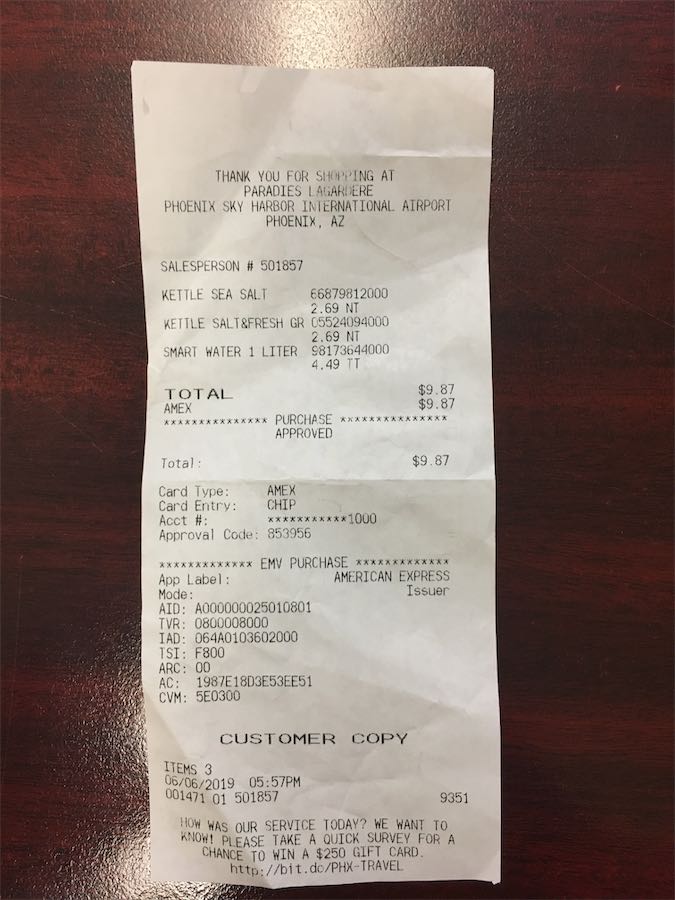 THANK YOU FOR SHOPPING AT
PARADIES LAGARDERE
PHOENIX SKY HARBOR INTERNATIONAL AIRPORT
PHOENIX, AZ
SALESPERSON # 501857
KETTLE SEA SALT 66879812000
2.69 NT
KETTLE SALT&FRESH GR 05524094000
2.69 NT
SMART WATER 1 LITER 98173644000
4.49 TT
TOTAL $9.87
AMEX $9.87
*************** PURCHASE ***************
APPROVED
Total: $9.87
Card Type: AMEX
Card Entry: CHIP
Acct #: ***********1000
Approval Code: 853956
************* EMV PURCHASE *************
App Label: AMERICAN EXPRESS
Mode: Issuer
AID: A000000025010801
TVR: 0800008000
IAD: 064A0103602000
TSI: F800
ARC: 00
AC: 1987E18D3E53EE51
CVM: 5E0300
CUSTOMER COPY
ITEMS 3
06/06/2019 05:57PM
001471 01 501857 9351
HOW WAS OUR SERVICE TODAY? WE WANT TO
KNOW! PLEASE TAKE A QUICK SURVEY FOR A
CHANCE TO WIN A $250 GIFT CARD.
http://bit.do/PHX-TRAVEL